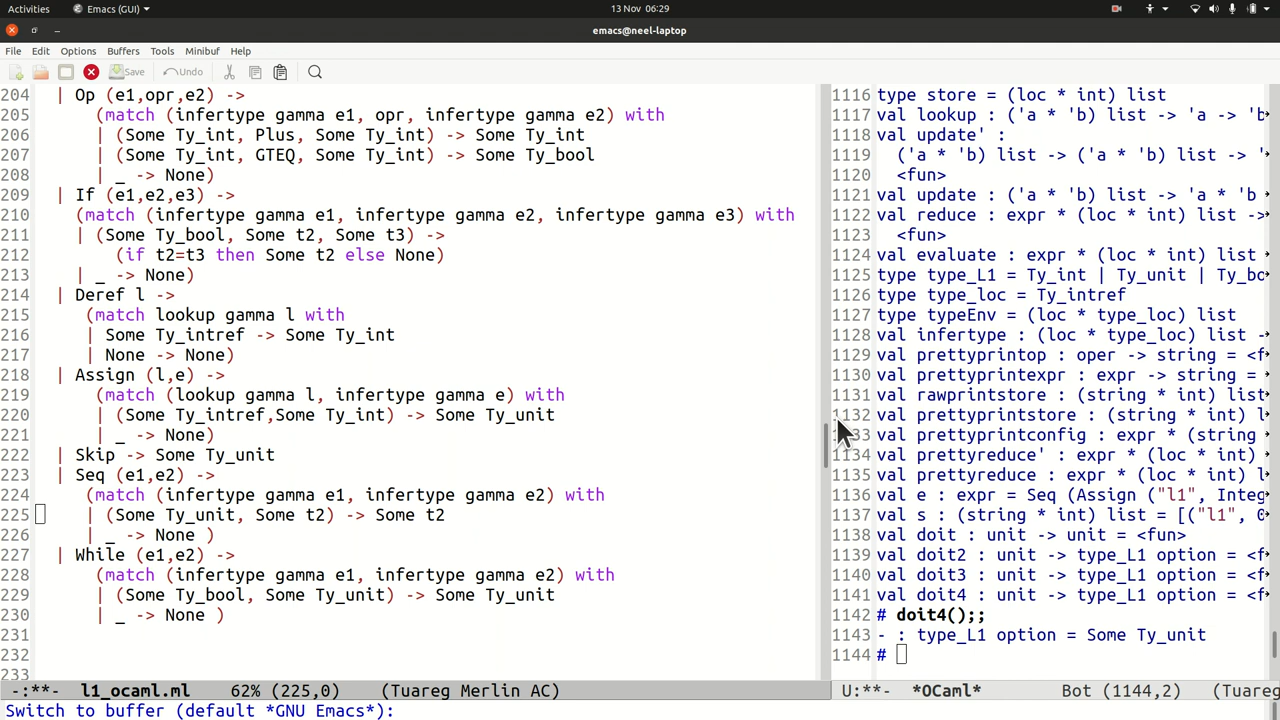 Activities Emacs (GUI) 13 Nov 06:29
emacs@neel-laptop
File Edit Options Buffers Tools Minibuf Help
Save Undo
204 | Op (e1,opr,e2) ->
205 (match (infertype gamma e1, opr, infertype gamma e2) with
206 | (Some Ty_int, Plus, Some Ty_int) -> Some Ty_int
207 | (Some Ty_int, GTEQ, Some Ty_int) -> Some Ty_bool
208 | _ -> None)
209 | If (e1,e2,e3) ->
210 (match (infertype gamma e1, infertype gamma e2, infertype gamma e3) with
211 | (Some Ty_bool, Some t2, Some t3) ->
212 (if t2=t3 then Some t2 else None)
213 | _ -> None)
214 | Deref l ->
215 (match lookup gamma l with
216 | Some Ty_intref -> Some Ty_int
217 | None -> None)
218 | Assign (l,e) ->
219 (match (lookup gamma l, infertype gamma e) with
220 | (Some Ty_intref,Some Ty_int) -> Some Ty_unit
221 | _ -> None)
222 | Skip -> Some Ty_unit
223 | Seq (e1,e2) ->
224 (match (infertype gamma e1, infertype gamma e2) with
225 | (Some Ty_unit, Some t2) -> Some t2
226 | _ -> None )
227 | While (e1,e2) ->
228 (match (infertype gamma e1, infertype gamma e2) with
229 | (Some Ty_bool, Some Ty_unit) -> Some Ty_unit
230 | _ -> None )
231
232
233
-:**- l1_ocaml.ml 62% (225,0) (Tuareg Merlin AC)
1116 type store = (loc * int) list
1117 val lookup : ('a * 'b) list -> 'a -> 'b
1118 val update' :
1119 ('a * 'b) list -> ('a * 'b) list -> '
1120 <fun>
1121 val update : ('a * 'b) list -> 'a * 'b
1122 val reduce : expr * (loc * int) list ->
1123 <fun>
1124 val evaluate : expr * (loc * int) list
1125 type type_L1 = Ty_int | Ty_unit | Ty_bo
1126 type type_loc = Ty_intref
1127 type typeEnv = (loc * type_loc) list
1128 val infertype : (loc * type_loc) list -
1129 val prettyprintop : oper -> string = <f
1130 val prettyprintexpr : expr -> string =
1131 val rawprintstore : (string * int) list
1132 val prettyprintstore : (string * int) l
1133 val prettyprintconfig : expr * (string
1134 val prettyreduce' : expr * (loc * int)
1135 val prettyreduce : expr * (loc * int) l
1136 val e : expr = Seq (Assign ("l1", Integ
1137 val s : (string * int) list = [("l1", 0
1138 val doit : unit -> unit = <fun>
1139 val doit2 : unit -> type_L1 option = <f
1140 val doit3 : unit -> type_L1 option = <f
1141 val doit4 : unit -> type_L1 option = <f
1142 # doit4();;
1143 - : type_L1 option = Some Ty_unit
1144 #
U:**- *OCaml* Bot (1144,2) (Tuareg
Switch to buffer (default *GNU Emacs*):